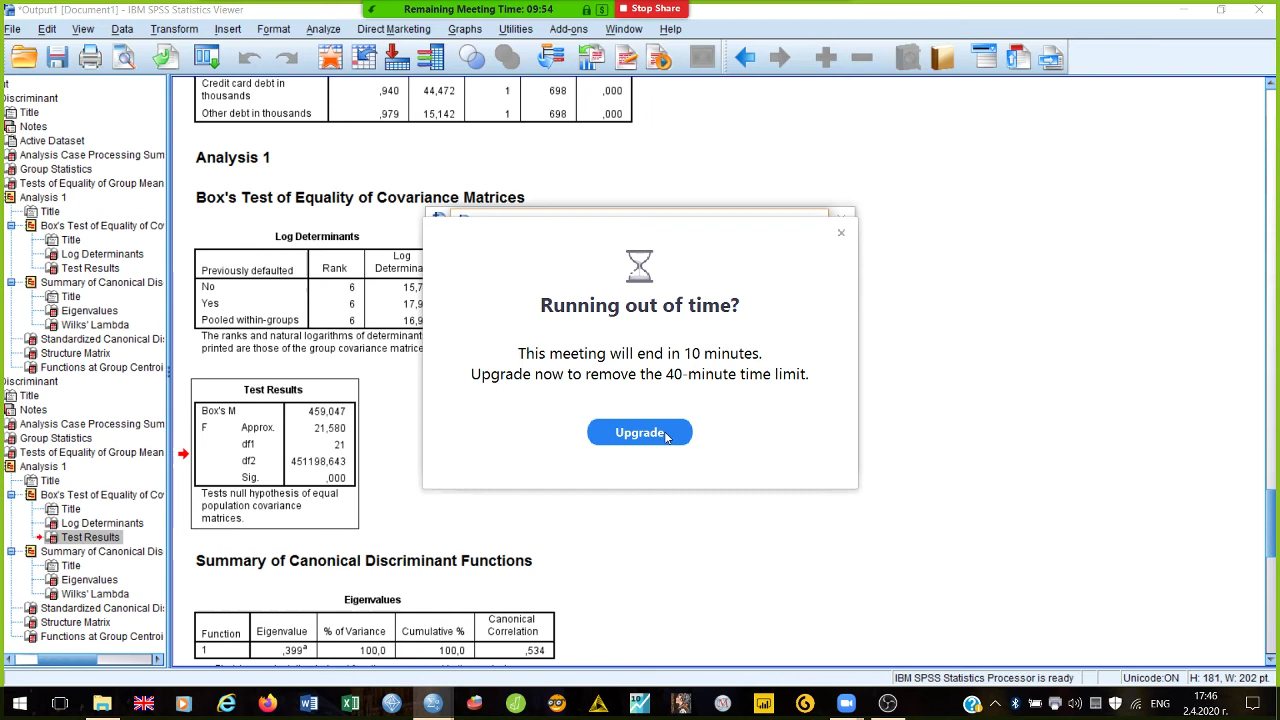 *Output1 [Document1] - IBM SPSS Statistics Viewer
Remaining Meeting Time: 09:54
Stop Share
File Edit View Data Transform Insert Format Analyze Direct Marketing Graphs Utilities Add-ons Window Help
Discriminant
Title
Notes
Active Dataset
Analysis Case Processing Sum
Group Statistics
Tests of Equality of Group Mean
Analysis 1
Title
Box's Test of Equality of Co
Title
Log Determinants
Test Results
Summary of Canonical Dis
Title
Eigenvalues
Wilks' Lambda
Standardized Canonical Di
Structure Matrix
Functions at Group Centroi
Discriminant
Title
Notes
Analysis Case Processing Sum
Group Statistics
Tests of Equality of Group Mean
Analysis 1
Title
Box's Test of Equality of Co
Title
Log Determinants
Test Results
Summary of Canonical Dis
Title
Eigenvalues
Wilks' Lambda
Standardized Canonical Di
Structure Matrix
Functions at Group Centroi
Credit card debt in thousands ,940 44,472 1 698 ,000
Other debt in thousands ,979 15,142 1 698 ,000
Analysis 1
Box's Test of Equality of Covariance Matrices
Log Determinants
Previously defaulted Rank Log Determina
No 6 15,7
Yes 6 17,9
Pooled within-groups 6 16,9
The ranks and natural logarithms of determinant
printed are those of the group covariance matrice
Test Results
Box's M 459,047
F Approx. 21,580
df1 21
df2 451198,643
Sig. ,000
Tests null hypothesis of equal
population covariance
matrices.
Summary of Canonical Discriminant Functions
Eigenvalues
Function Eigenvalue % of Variance Cumulative % Canonical Correlation
1 ,399a 100,0 100,0 ,534
Running out of time?
This meeting will end in 10 minutes.
Upgrade now to remove the 40-minute time limit.
Upgrade
IBM SPSS Statistics Processor is ready Unicode:ON H: 181, W: 202 pt.
ENG
17:46
2.4.2020 г.